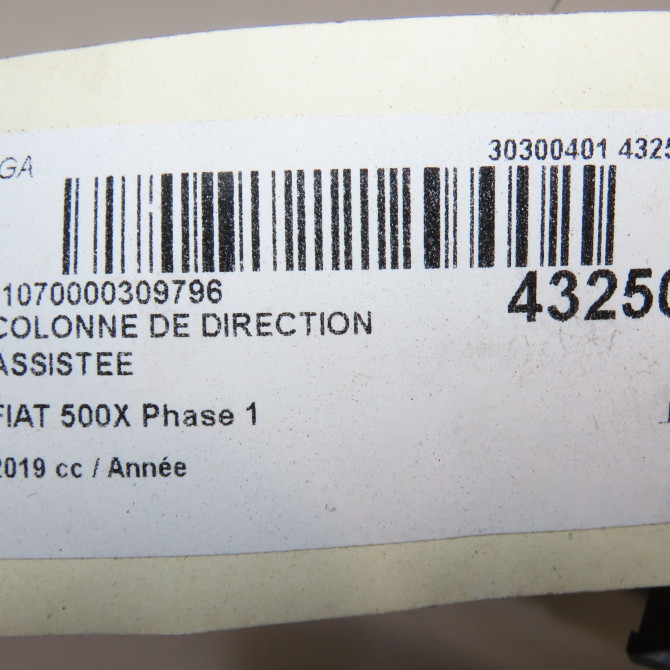 GA
30300401 4325
1070000309796
43250
COLONNE DE DIRECTION
ASSISTEE
FIAT 500X Phase 1
2019 cc / Année